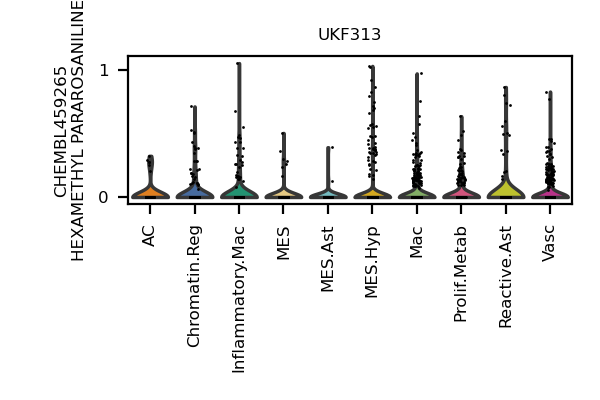 UKF313
CHEMBL459265
HEXAMETHYL PARAROSANILINE
1
0
AC
Chromatin.Reg
Inflammatory.Mac
MES
MES.Ast
MES.Hyp
Mac
Prolif.Metab
Reactive.Ast
Vasc